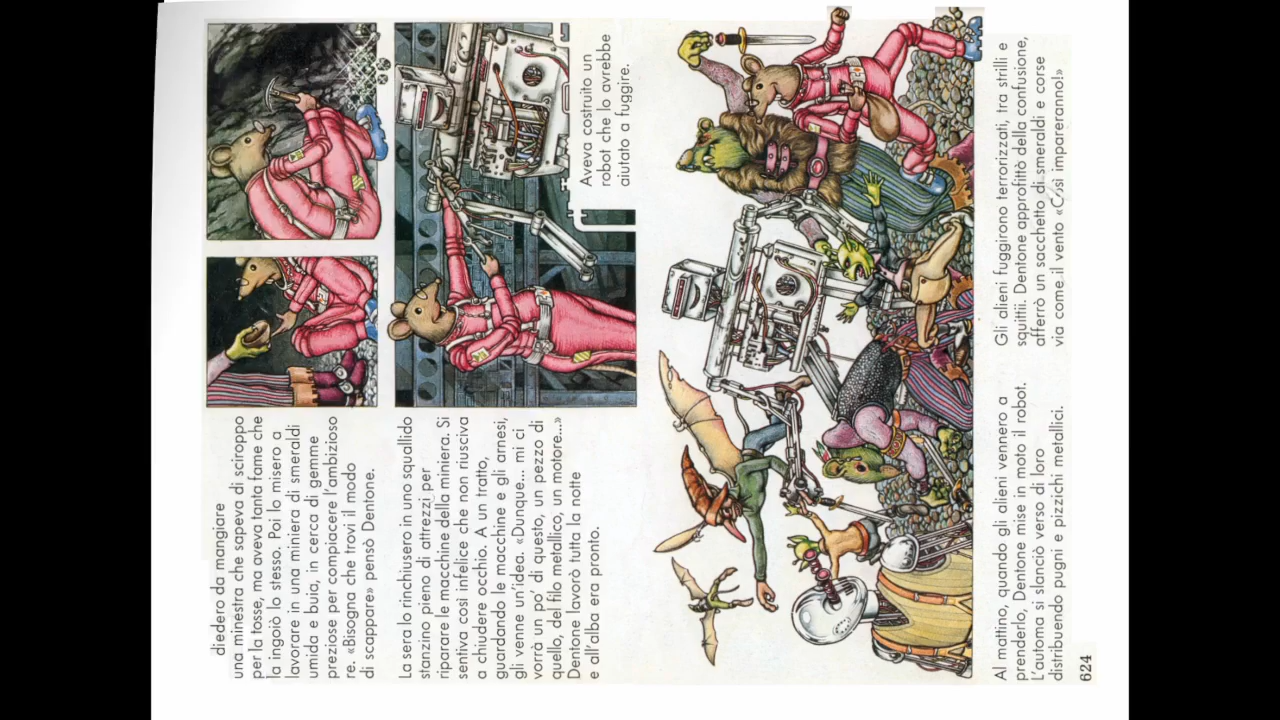 diedero da mangiare
una minestra che sapeva di sciroppo
per la tosse, ma aveva tanta fame che
la ingoiò lo stesso. Poi lo misero a
lavorare in una miniera di smeraldi
umida e buia, in cerca di gemme
preziose per compiacere l'ambizioso
re. «Bisogna che trovi il modo
di scappare» pensò Dentone.
La sera lo rinchiusero in uno squallido
stanzino pieno di attrezzi per
riparare le macchine della miniera. Si
sentiva così infelice che non riusciva
a chiudere occhio. A un tratto,
guardando le macchine e gli arnesi,
gli venne un'idea. «Dunque... mi ci
vorrà un po' di questo, un pezzo di
quello, del filo metallico, un motore...»
Dentone lavorò tutta la notte
e all'alba era pronto.
Aveva costruito un
robot che lo avrebbe
aiutato a fuggire.
Al mattino, quando gli alieni vennero a
prenderlo, Dentone mise in moto il robot.
L'automa si slanciò verso di loro
distribuendo pugni e pizzichi metallici.
Gli alieni fuggirono terrorizzati, tra strilli e
squittii. Dentone approfittò della confusione,
afferrò un sacchetto di smeraldi e corse
via come il vento «Così impareranno!»
624